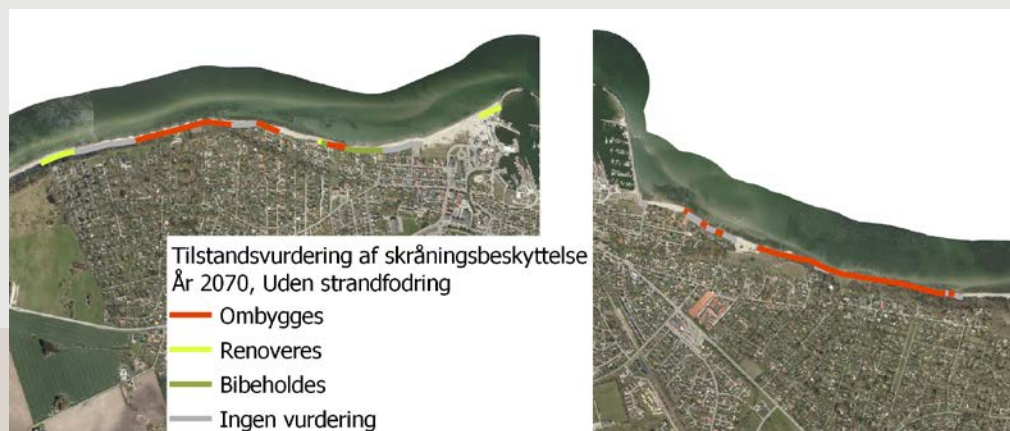 Tilstandsvurdering af skråningsbeskyttelse
År 2070, Uden strandfodring
Ombygges
Renoveres
Bibeholdes
Ingen vurdering